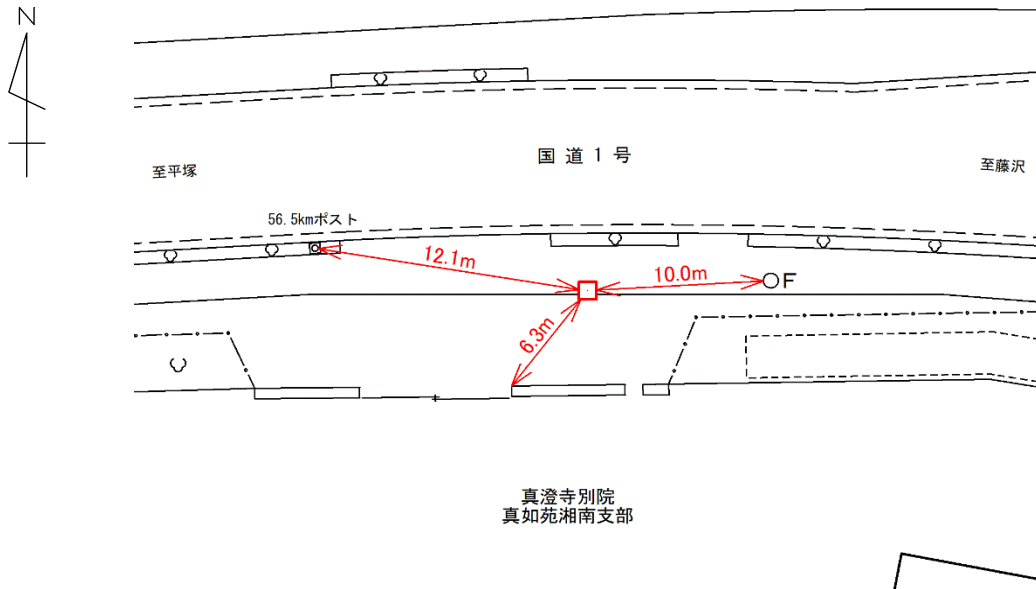 N
国道1号
至平塚
至藤沢
56.5kmポスト
12.1m
10.0m
F
6.3m
真澄寺別院
真如苑湘南支部